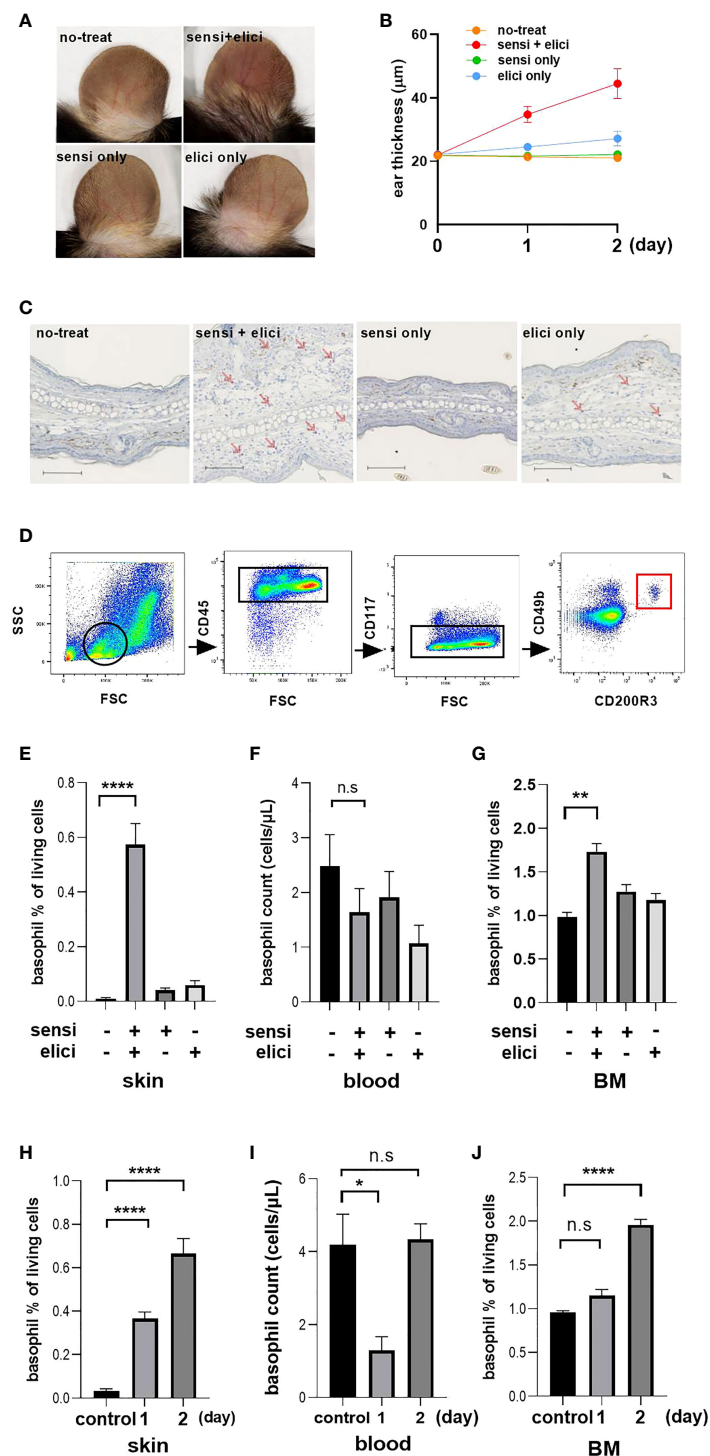 A
no-treat
sensi+elici
sensi only
elici only
B
no-treat
sensi + elici
sensi only
elici only
ear thickness (μm)
60
40
20
0
0 1 2 (day)
C
no-treat
sensi + elici
sensi only
elici only
D
SSC
FSC
CD45
FSC
CD117
FSC
CD49b
CD200R3
E
basophil % of living cells
0.8
0.6
0.4
0.2
0.0
****
sensi - + + -
elici - + - +
skin
F
basophil count (cells/μL)
4
3
2
1
0
n.s
sensi - + + -
elici - + - +
blood
G
basophil % of living cells
2.5
2.0
1.5
1.0
0.5
0.0
**
sensi - + + -
elici - + - +
BM
H
basophil % of living cells
1.0
0.8
0.6
0.4
0.2
0.0
****
****
control 1 2 (day)
skin
I
basophil count (cells/μL)
6
4
2
0
n.s
*
control 1 2 (day)
blood
J
basophil % of living cells
2.5
2.0
1.5
1.0
0.5
0.0
****
n.s
control 1 2 (day)
BM